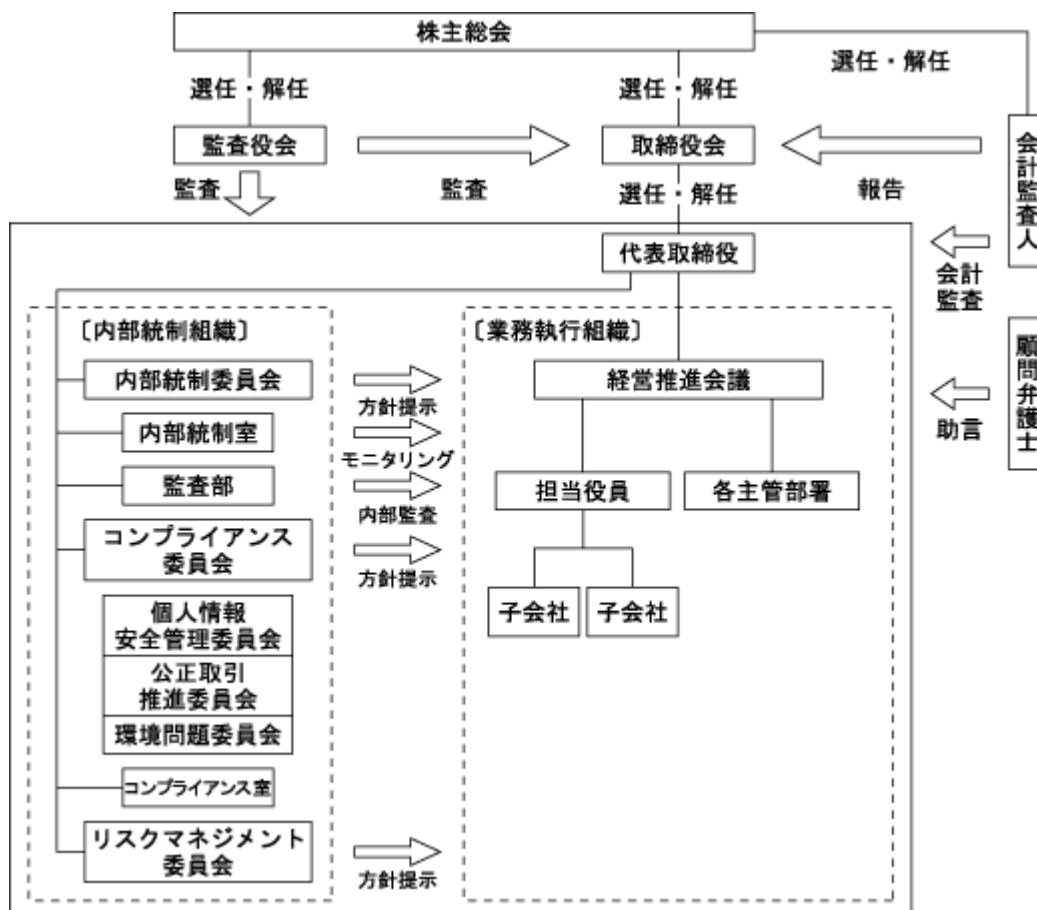 株主総会
選任・解任
選任・解任
選任・解任
監査役会
取締役会
会計監査人
監査
監査
選任・解任
報告
代表取締役
会計
監査
〔内部統制組織〕
〔業務執行組織〕
顧問弁護士
内部統制委員会
方針提示
経営推進会議
助言
内部統制室
モニタリング
監査部
内部監査
担当役員
各主管部署
コンプライアンス
委員会
方針提示
子会社
子会社
個人情報
安全管理委員会
公正取引
推進委員会
環境問題委員会
コンプライアンス室
リスクマネジメント
委員会
方針提示